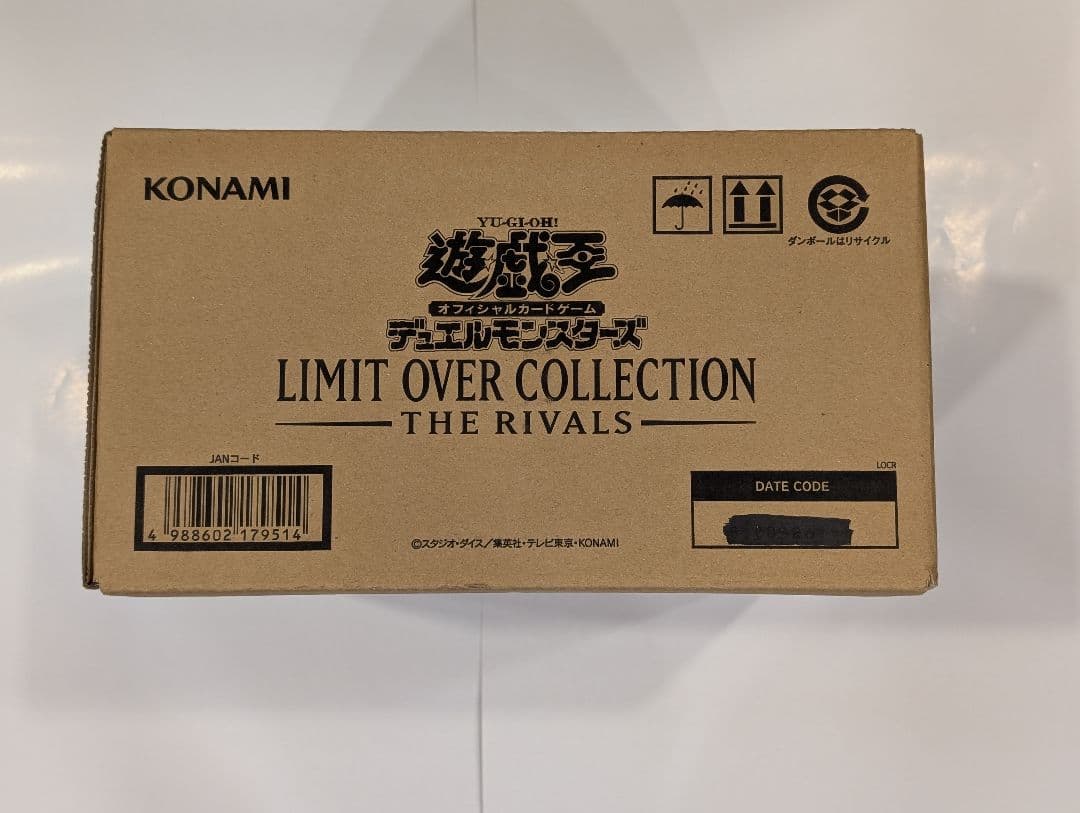 KONAMI
ダンボールはリサイクル
YU-GI-OH!
遊戯王
オフィシャルカードゲーム
デュエルモンスターズ
LIMIT OVER COLLECTION
THE RIVALS
JANコード
4 988602 179514
LOCR
DATE CODE
©スタジオ・ダイス／集英社・テレビ東京・KONAMI